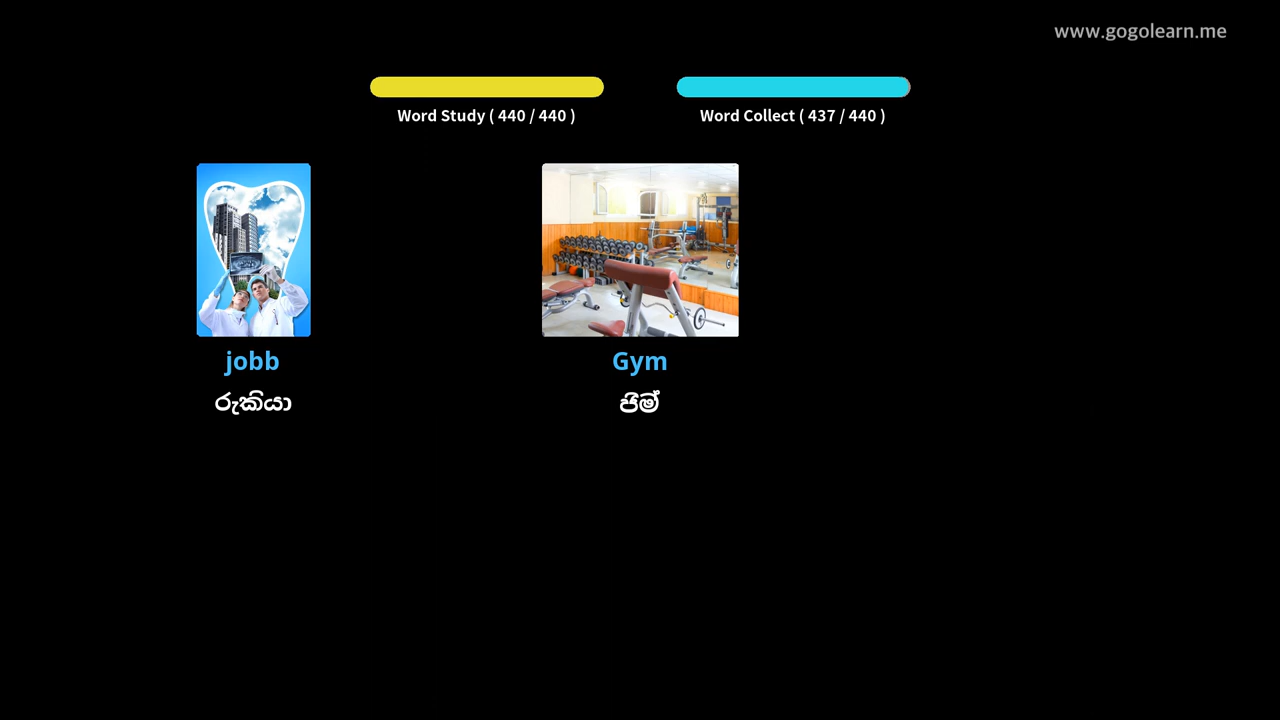 www.gogolearn.me
Word Study ( 440 / 440 )
Word Collect ( 437 / 440 )
jobb
Gym
රුකියා
ජිම්